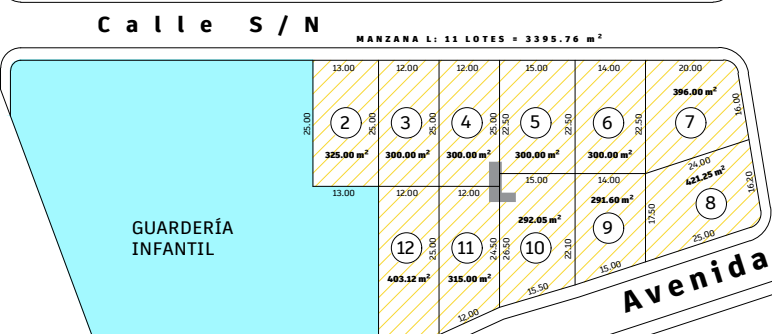 Calle S/N
MANZANA L: 11 LOTES = 3395.76 m²
13.00 12.00 12.00 15.00 14.00 20.00
396.00 m²
25.00 2 25.00 3 25.00 4 25.00 22.50 5 22.50 6 22.50 7 16.00
325.00 m² 300.00 m² 300.00 m² 300.00 m² 300.00 m²
24.00
421.25 m²
13.00 12.00 12.00 15.00 14.00
16.20
291.60 m²
8
292.05 m²
17.50
GUARDERÍA
INFANTIL
12 25.00 11 24.50 26.50 10 22.10 9
25.00
403.12 m² 315.00 m²
15.00
15.50
12.00
Avenida
L